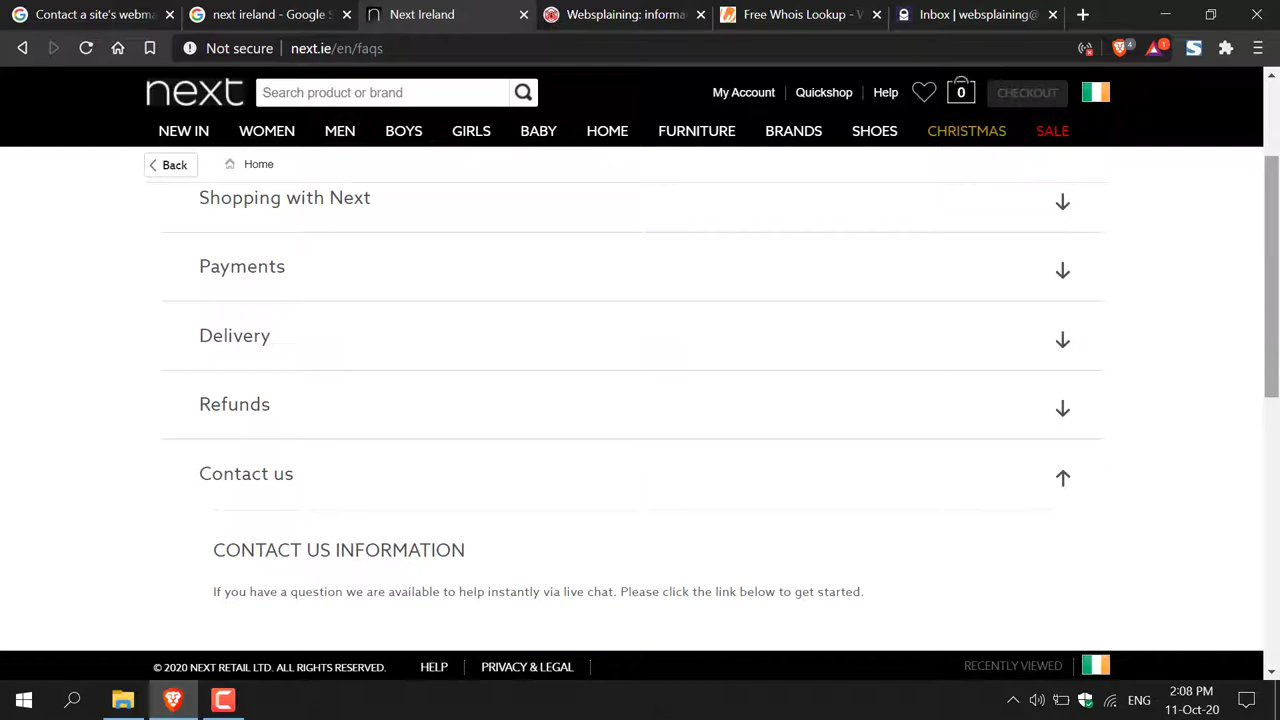 Contact a site's webma
next ireland - Google S
Next Ireland
Websplaining: informa
Free Whois Lookup - W
Inbox | websplaining@
Not secure
next.ie/en/faqs
4
1
next
Search product or brand
My Account
Quickshop
Help
0
CHECKOUT
NEW IN
WOMEN
MEN
BOYS
GIRLS
BABY
HOME
FURNITURE
BRANDS
SHOES
CHRISTMAS
SALE
Back
Home
Shopping with Next
Payments
Delivery
Refunds
Contact us
CONTACT US INFORMATION
If you have a question we are available to help instantly via live chat. Please click the link below to get started.
© 2020 NEXT RETAIL LTD. ALL RIGHTS RESERVED.
HELP
PRIVACY & LEGAL
RECENTLY VIEWED
ENG
2:08 PM
11-Oct-20